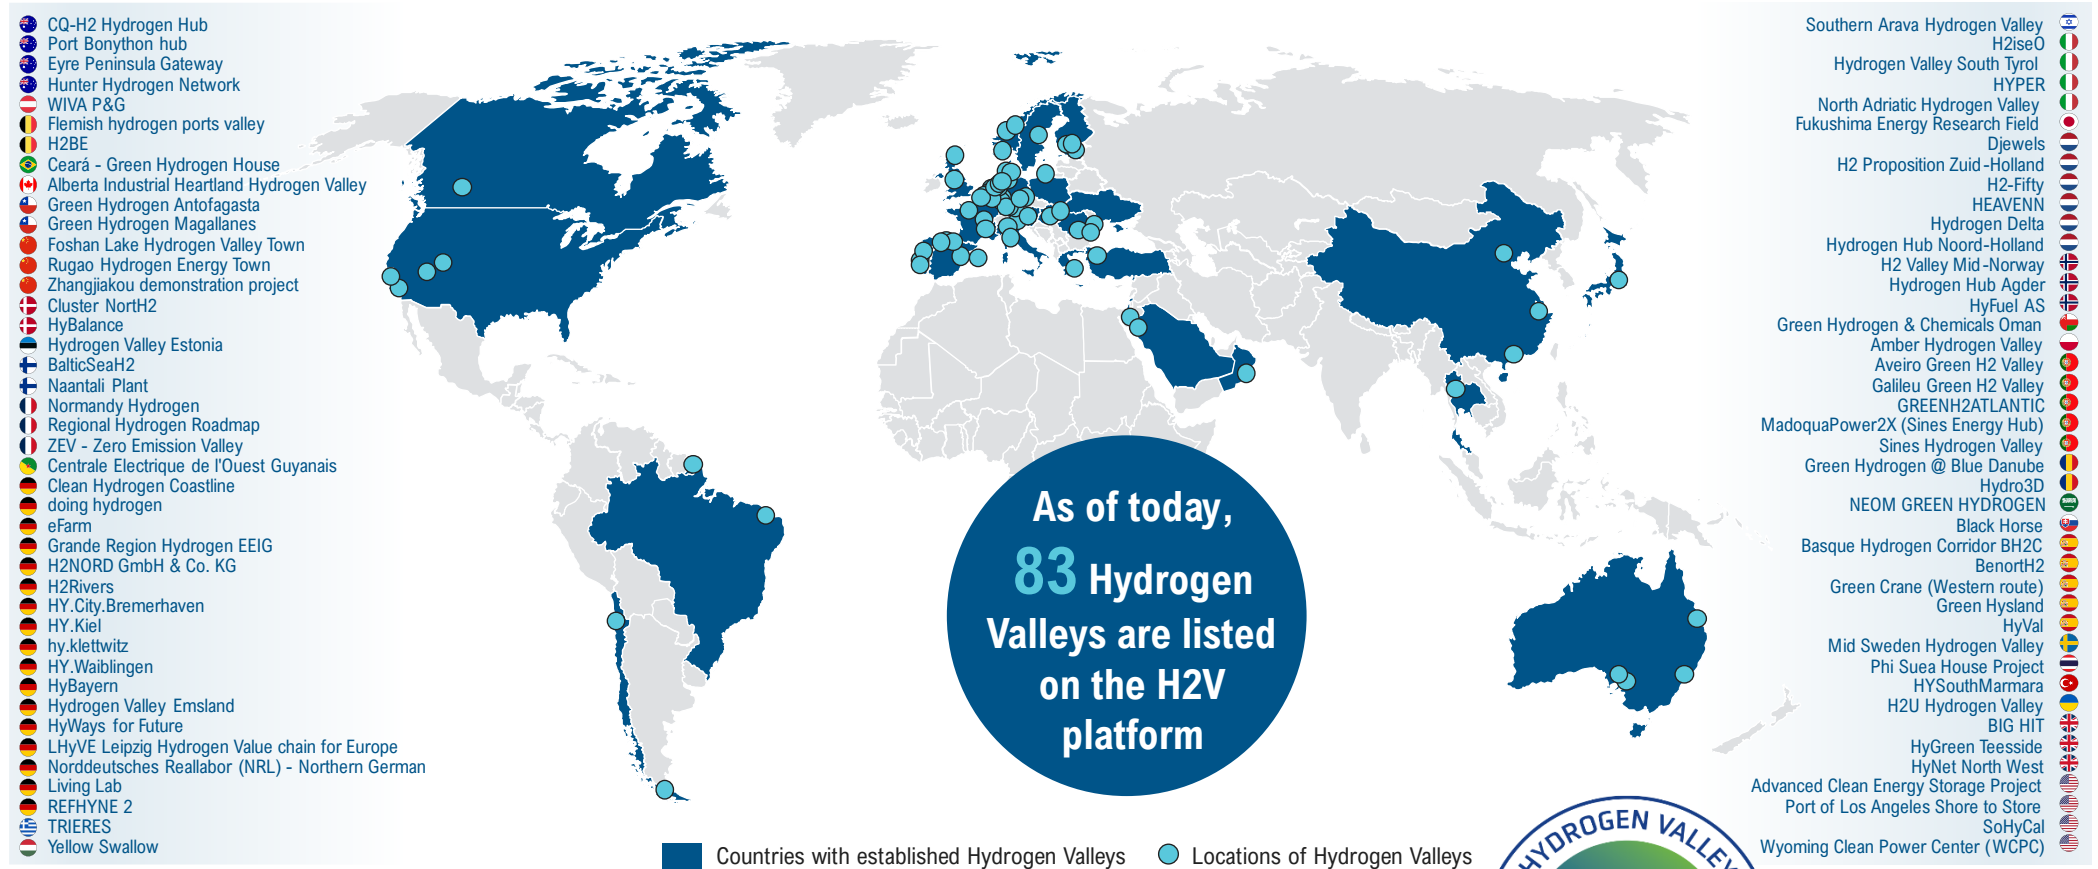 CQ-H2 Hydrogen Hub
Port Bonython hub
Eyre Peninsula Gateway
Hunter Hydrogen Network
WIVA P&G
Flemish hydrogen ports valley
H2BE
Ceará - Green Hydrogen House
Alberta Industrial Heartland Hydrogen Valley
Green Hydrogen Antofagasta
Green Hydrogen Magallanes
Foshan Lake Hydrogen Valley Town
Rugao Hydrogen Energy Town
Zhangjiakou demonstration project
Cluster NortH2
HyBalance
Hydrogen Valley Estonia
BalticSeaH2
Naantali Plant
Normandy Hydrogen
Regional Hydrogen Roadmap
ZEV - Zero Emission Valley
Centrale Electrique de l'Ouest Guyanais
Clean Hydrogen Coastline
doing hydrogen
eFarm
Grande Region Hydrogen EEIG
H2NORD GmbH & Co. KG
H2Rivers
HY.City.Bremerhaven
HY.Kiel
hy.klettwitz
HY.Waiblingen
HyBayern
Hydrogen Valley Emsland
HyWays for Future
LHyVE Leipzig Hydrogen Value chain for Europe
Norddeutsches Reallabor (NRL) - Northern German
Living Lab
REFHYNE 2
TRIERES
Yellow Swallow
As of today,
83 Hydrogen
Valleys are listed
on the H2V
platform
Countries with established Hydrogen Valleys
Locations of Hydrogen Valleys
HYDROGEN VALLEY
Southern Arava Hydrogen Valley
H2iseO
Hydrogen Valley South Tyrol
HYPER
North Adriatic Hydrogen Valley
Fukushima Energy Research Field
Djewels
H2 Proposition Zuid-Holland
H2-Fifty
HEAVENN
Hydrogen Delta
Hydrogen Hub Noord-Holland
H2 Valley Mid-Norway
Hydrogen Hub Agder
HyFuel AS
Green Hydrogen & Chemicals Oman
Amber Hydrogen Valley
Aveiro Green H2 Valley
Galileu Green H2 Valley
GREENH2ATLANTIC
MadoquaPower2X (Sines Energy Hub)
Sines Hydrogen Valley
Green Hydrogen @ Blue Danube
Hydro3D
NEOM GREEN HYDROGEN
Black Horse
Basque Hydrogen Corridor BH2C
BenortH2
Green Crane (Western route)
Green Hysland
HyVal
Mid Sweden Hydrogen Valley
Phi Suea House Project
HYSouthMarmara
H2U Hydrogen Valley
BIG HIT
HyGreen Teesside
HyNet North West
Advanced Clean Energy Storage Project
Port of Los Angeles Shore to Store
SoHyCal
Wyoming Clean Power Center (WCPC)